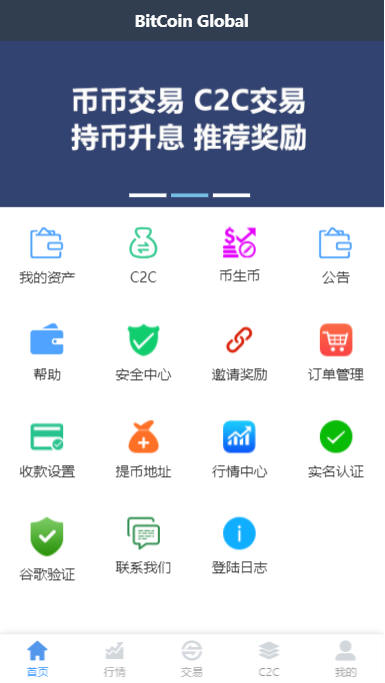 BitCoin Global
币币交易 C2C交易
持币升息 推荐奖励
我的资产 C2C 币生币 公告
帮助 安全中心 邀请奖励 订单管理
收款设置 提币地址 行情中心 实名认证
谷歌验证 联系我们 登陆日志
首页 行情 交易 C2C 我的